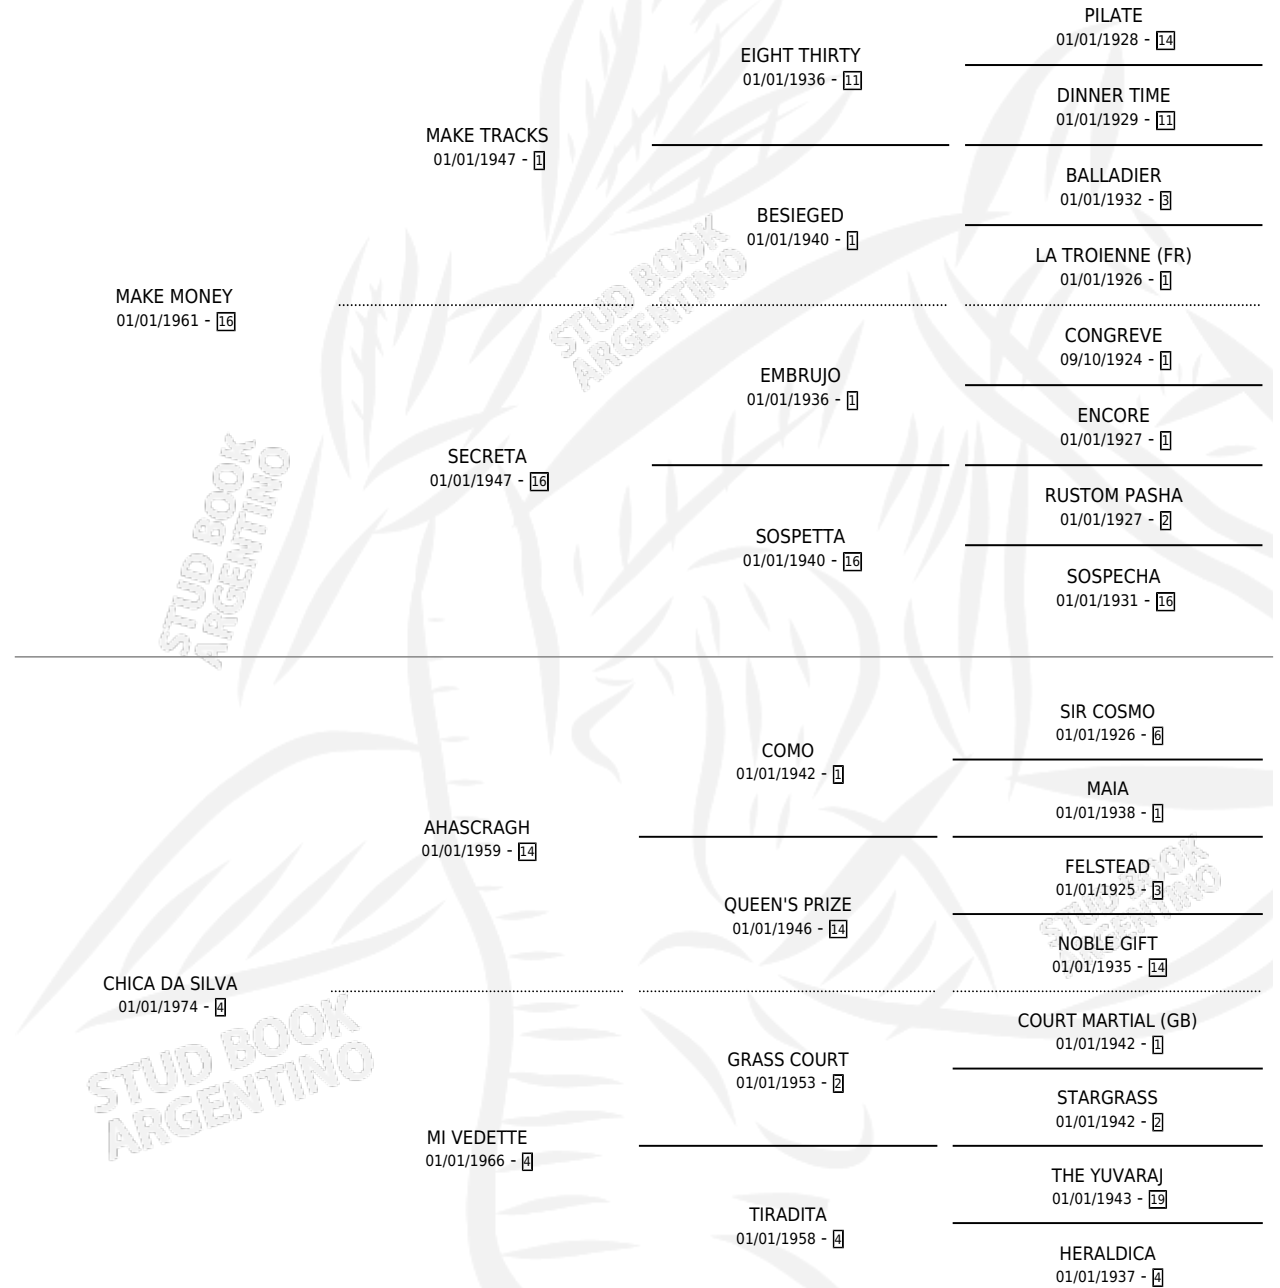 PILATE
01/01/1928 - 14
EIGHT THIRTY
01/01/1936 - 11
DINNER TIME
01/01/1929 - 11
MAKE TRACKS
01/01/1947 - 1
BALLADIER
01/01/1932 - 3
BESIEGED
01/01/1940 - 1
LA TROIENNE (FR)
01/01/1926 - 1
STUD BOOK
ARGENTINO
MAKE MONEY
01/01/1961 - 16
CONGREVE
09/10/1924 - 1
EMBRUJO
01/01/1936 - 1
ENCORE
01/01/1927 - 1
SECRETA
01/01/1947 - 16
RUSTOM PASHA
01/01/1927 - 2
SOSPETTA
01/01/1940 - 16
SOSPECHA
01/01/1931 - 16
STUD BOOK
ARGENTINO
SIR COSMO
01/01/1926 - 6
COMO
01/01/1942 - 1
MAIA
01/01/1938 - 1
AHASCRAGH
01/01/1959 - 14
FELSTEAD
01/01/1925 - 3
QUEEN'S PRIZE
01/01/1946 - 14
NOBLE GIFT
01/01/1935 - 14
STUD BOOK
ARGENTINO
CHICA DA SILVA
01/01/1974 - 4
COURT MARTIAL (GB)
01/01/1942 - 1
GRASS COURT
01/01/1953 - 2
STARGRASS
01/01/1942 - 2
STUD BOOK
ARGENTINO
MI VEDETTE
01/01/1966 - 4
THE YUVARAJ
01/01/1943 - 19
TIRADITA
01/01/1958 - 4
HERALDICA
01/01/1937 - 4